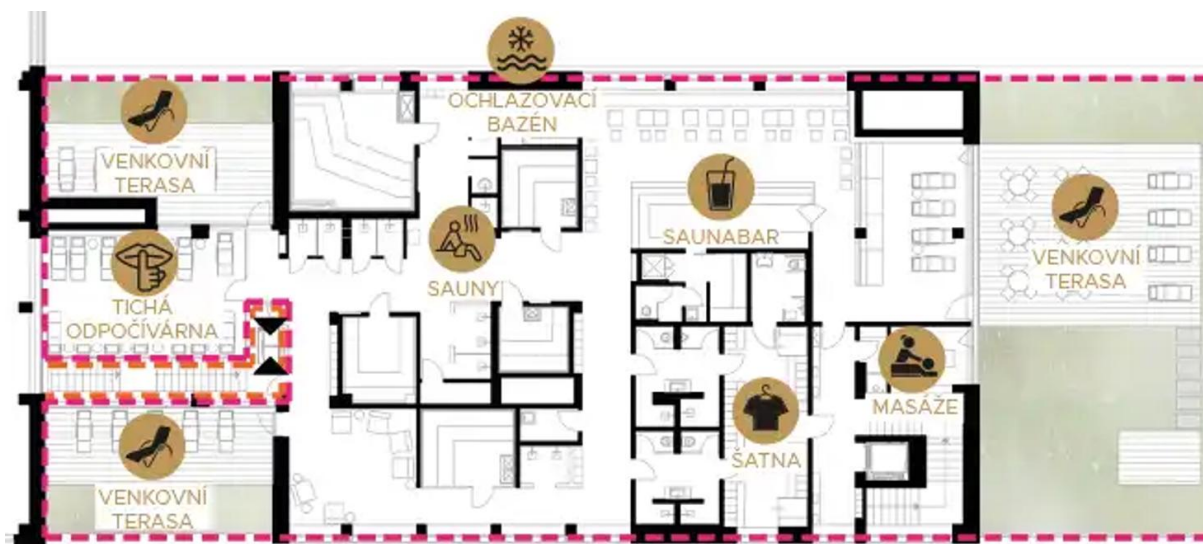 OCHLAZOVACÍ
BAZÉN
VENKOVNÍ
TERASA
SAUNABAR
SAUNY
VENKOVNÍ
TERASA
TICHÁ
ODPOČÍVÁRNA
MASÁŽE
ŠATNA
VENKOVNÍ
TERASA